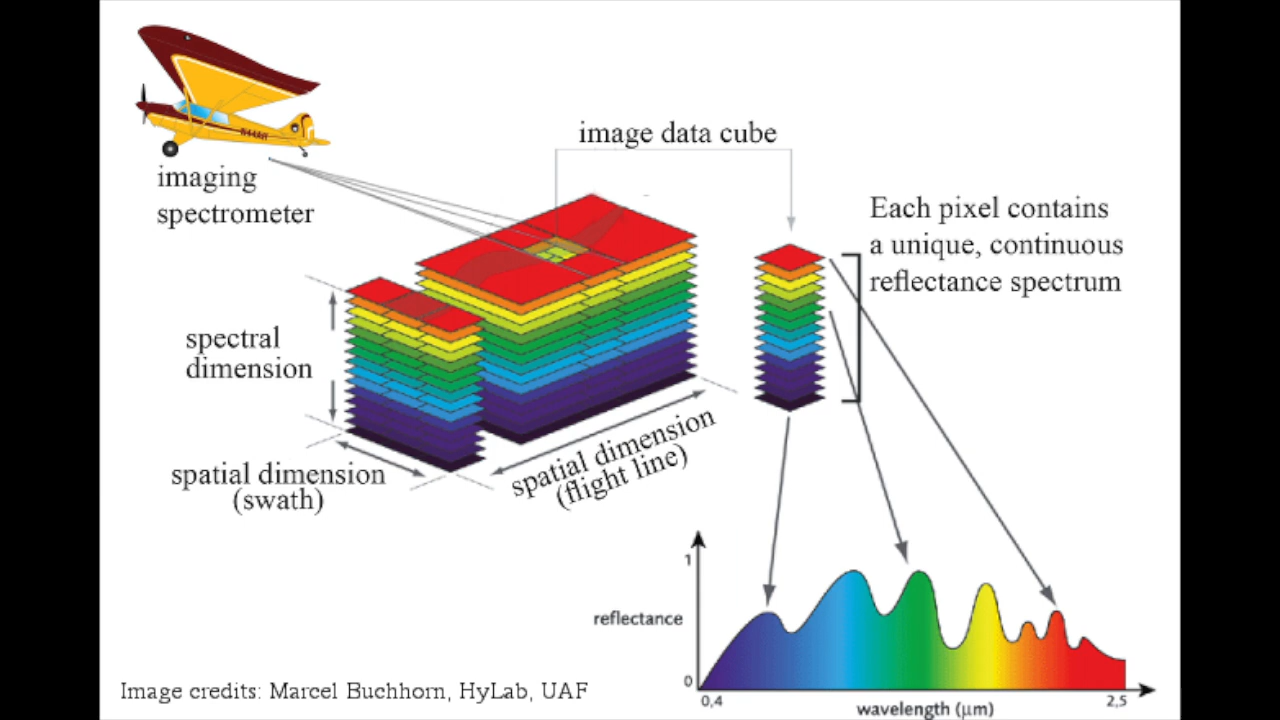 imaging
spectrometer
image data cube
Each pixel contains
a unique, continuous
reflectance spectrum
spectral
dimension
spatial dimension
(swath)
spatial dimension
(flight line)
1
reflectance
0
0,4
2,5
wavelength (μm)
Image credits: Marcel Buchhorn, HyLab, UAF